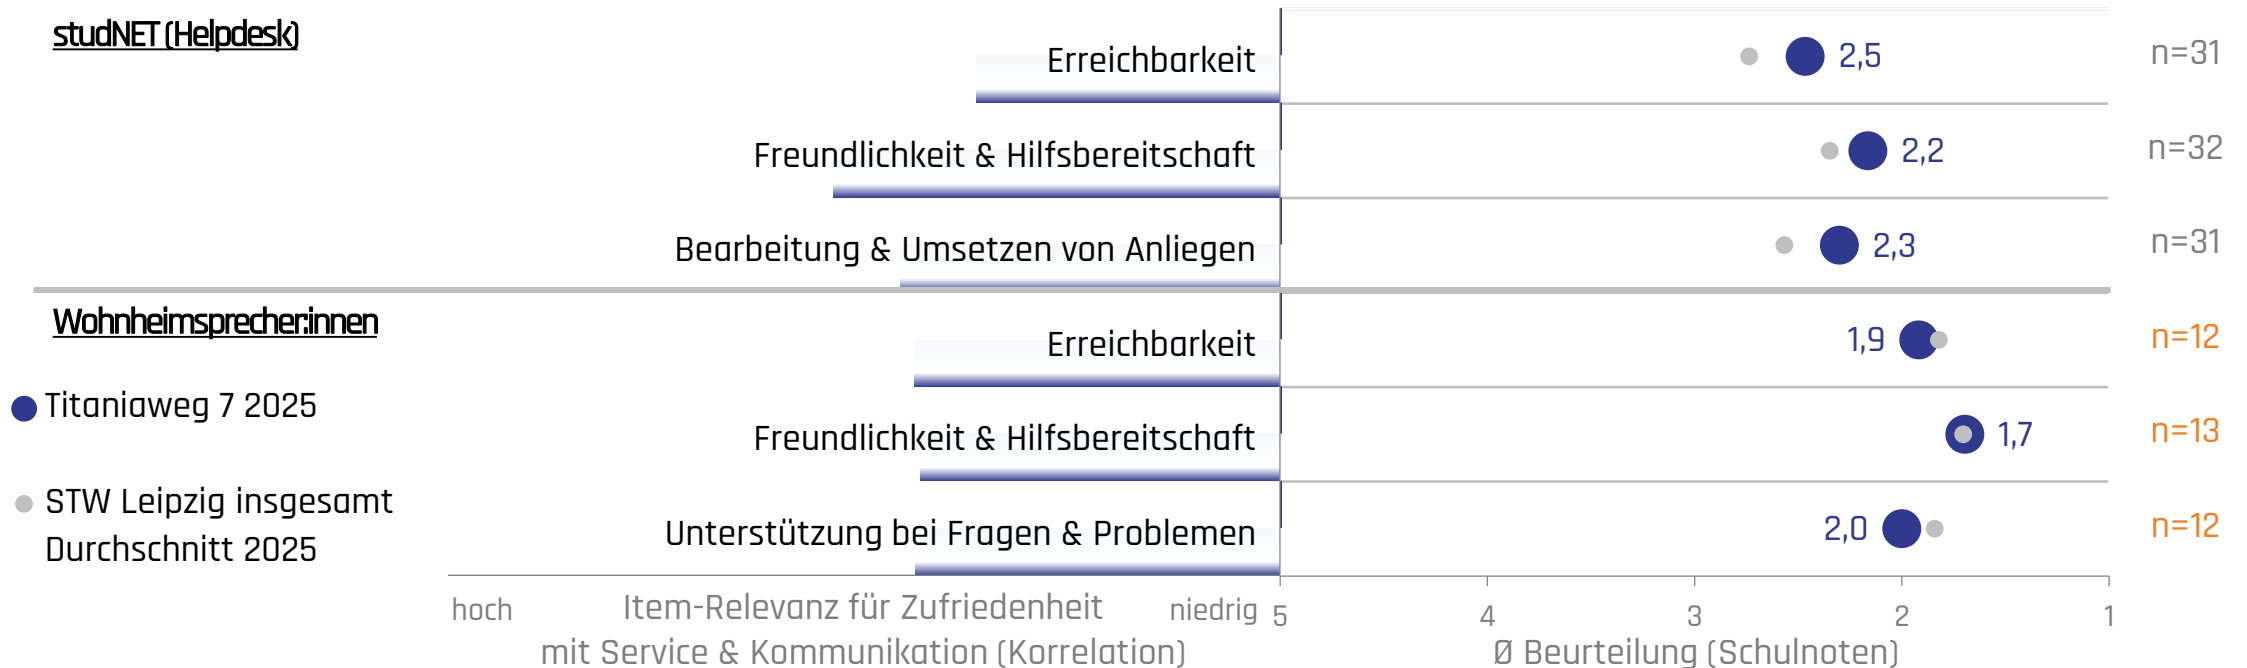 studNET (Helpdesk)
Erreichbarkeit 2,5 n=31
Freundlichkeit & Hilfsbereitschaft 2,2 n=32
Bearbeitung & Umsetzen von Anliegen 2,3 n=31
Wohnheimsprecher:innen
Erreichbarkeit 1,9 n=12
Titaniaweg 7 2025
Freundlichkeit & Hilfsbereitschaft 1,7 n=13
STW Leipzig insgesamt
Durchschnitt 2025
Unterstützung bei Fragen & Problemen 2,0 n=12
hoch Item-Relevanz für Zufriedenheit niedrig 5 4 3 2 1
mit Service & Kommunikation (Korrelation) Ø Beurteilung (Schulnoten)